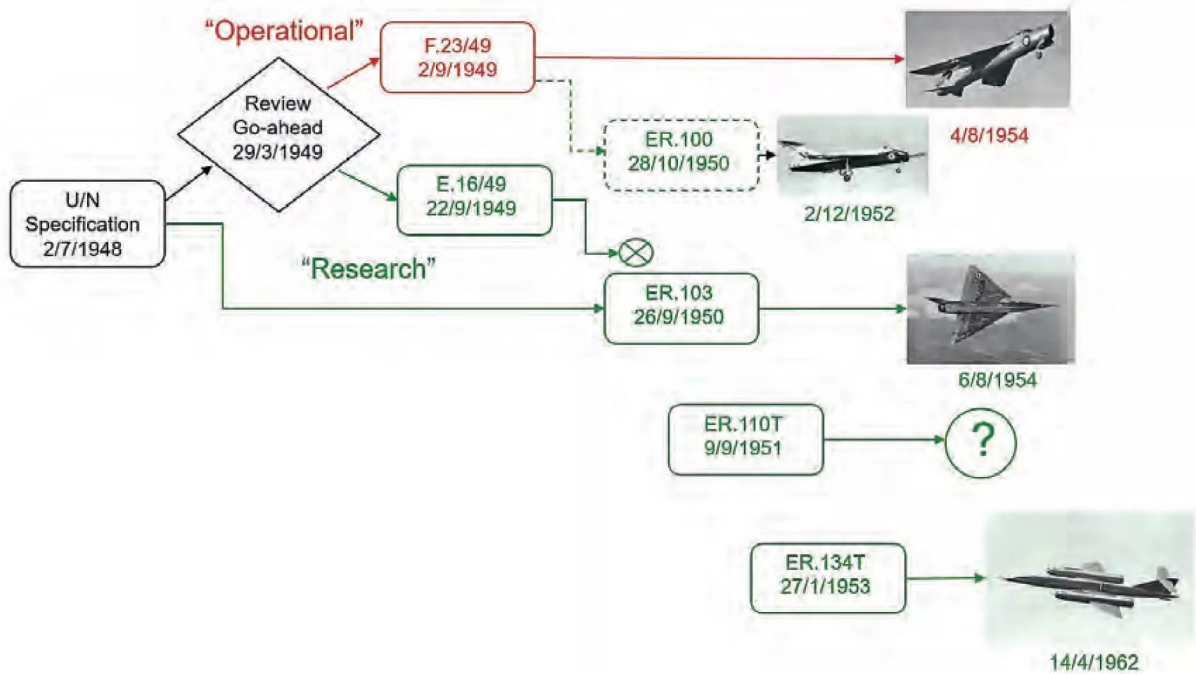 “Operational”
F.23/49
2/9/1949
Review
Go-ahead
29/3/1949
4/8/1954
ER.100
28/10/1950
2/12/1952
U/N
Specification
2/7/1948
E.16/49
22/9/1949
“Research”
ER.103
26/9/1950
6/8/1954
ER.110T
9/9/1951
?
ER.134T
27/1/1953
14/4/1962